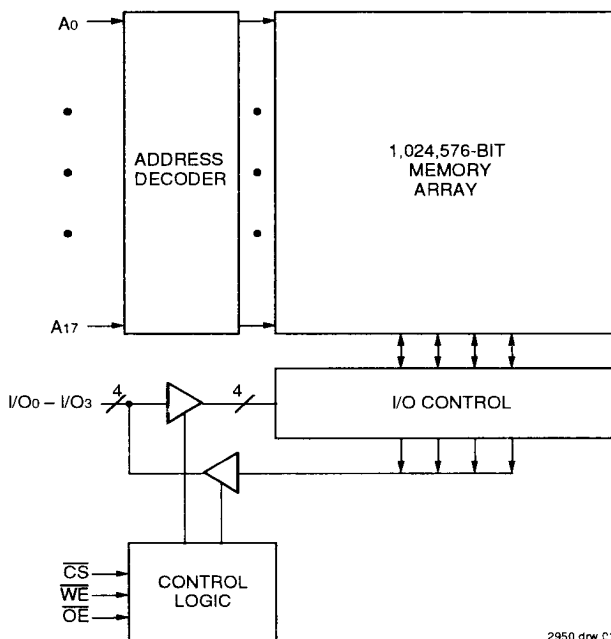 A0
ADDRESS
DECODER
1,024,576-BIT
MEMORY
ARRAY
A17
I/O0 – I/O3
4
4
I/O CONTROL
CS
WE
OE
CONTROL
LOGIC
2950 drw 0